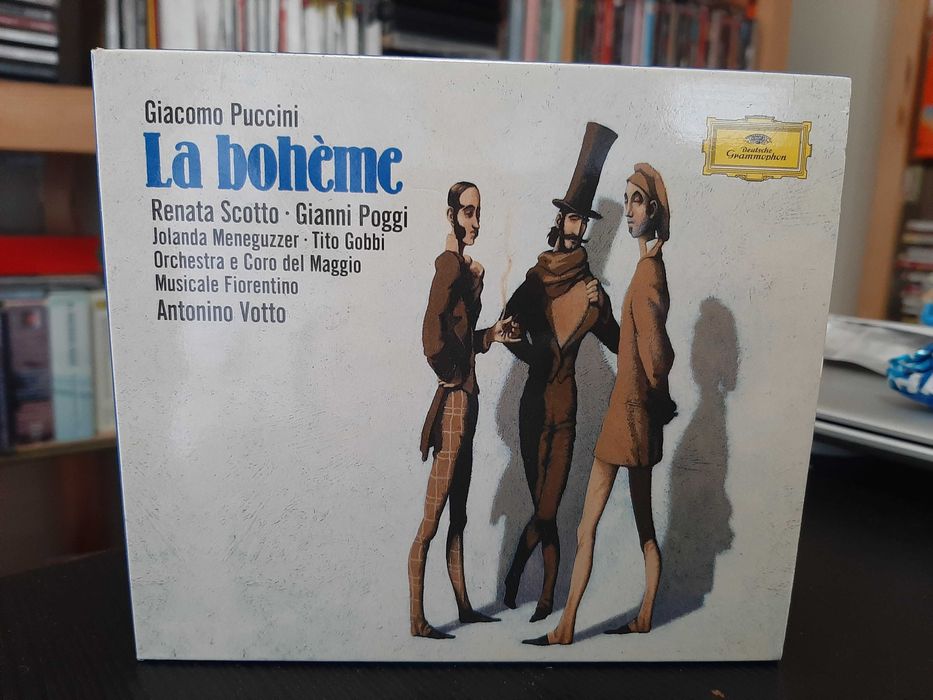 Giacomo Puccini
La bohème
Renata Scotto · Gianni Poggi
Jolanda Meneguzzer · Tito Gobbi
Orchestra e Coro del Maggio
Musicale Fiorentino
Antonino Votto
Deutsche
Grammophon